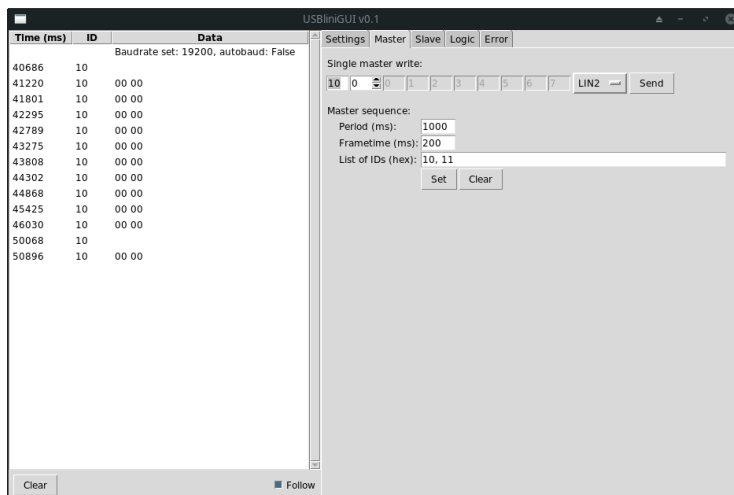 USBliniGUI v0.1
Time (ms) ID Data
Baudrate set: 19200, autobaud: False
40686 10
41220 10 00 00
41801 10 00 00
42295 10 00 00
42789 10 00 00
43275 10 00 00
43808 10 00 00
44302 10 00 00
44868 10 00 00
45425 10 00 00
46030 10 00 00
50068 10
50896 10 00 00
Clear Follow
Settings Master Slave Logic Error
Single master write:
10 0 0 1 2 3 4 5 6 7 LIN2 Send
Master sequence:
Period (ms): 1000
Frametime (ms): 200
List of IDs (hex): 10, 11
Set Clear